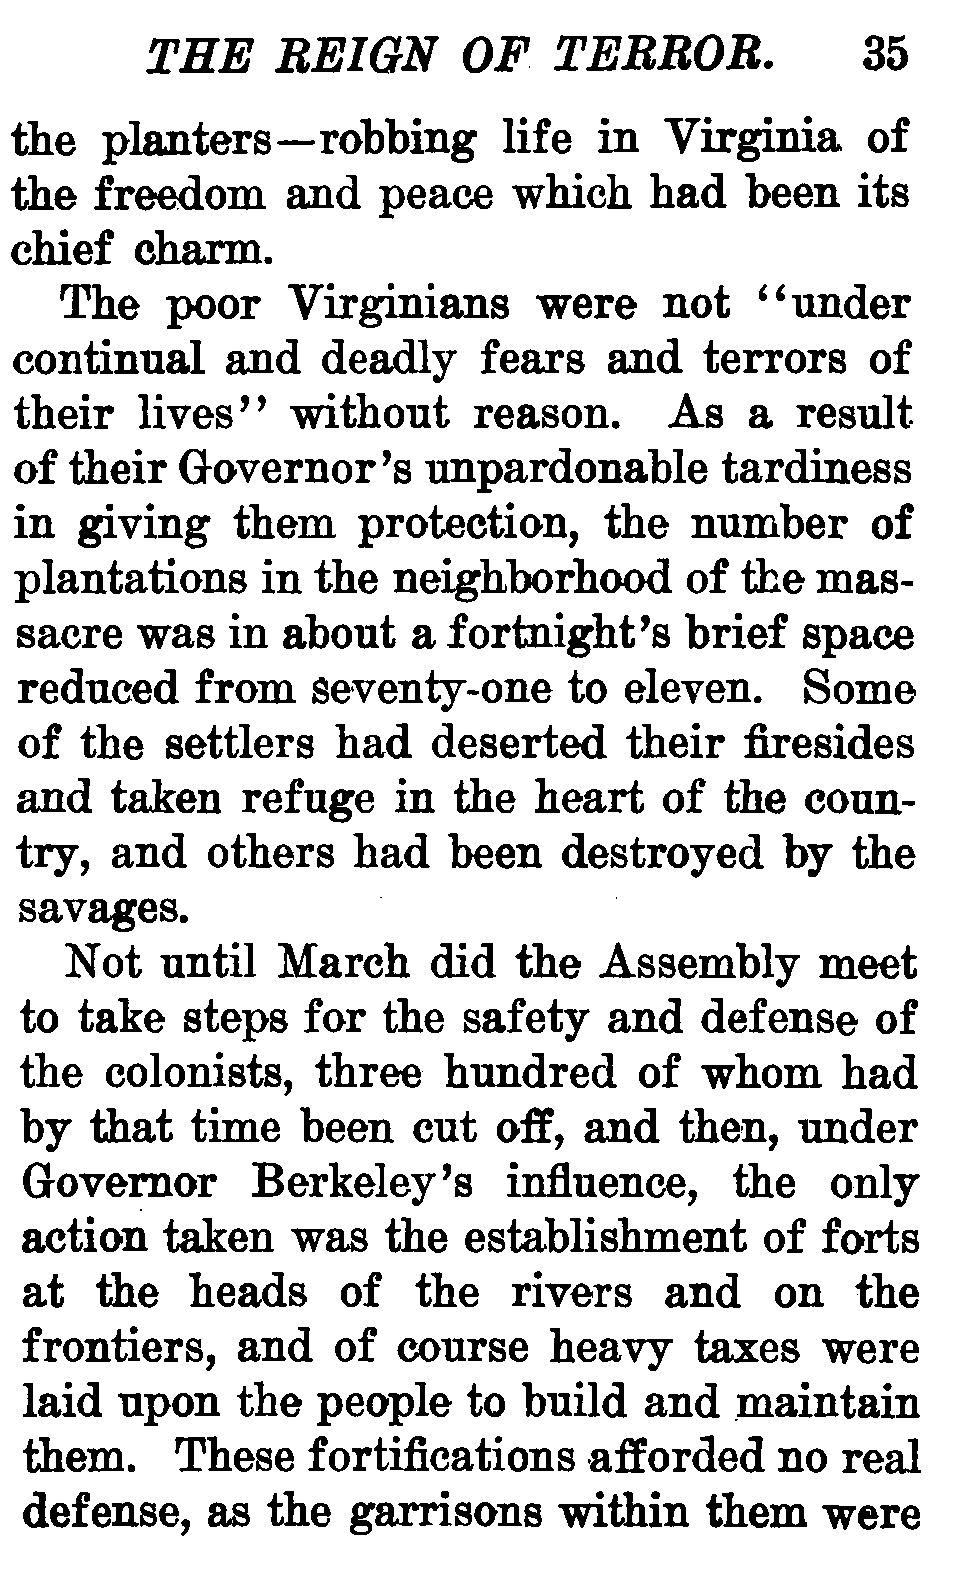 THE REIGN OF TERROR. 35
the planters—robbing life in Virginia of
the freedom and peace which had been its
chief charm.
The poor Virginians were not ‘‘under
continual and deadly fears and terrors of
their lives’’ without reason. As a result
of their Governor’s unpardonable tardiness
in giving them protection, the number of
plantations in the neighborhood of the mas-
sacre was in about a fortnight’s brief space
reduced from seventy-one to eleven. Some
of the settlers had deserted their firesides
and taken refuge in the heart of the coun-
try, and others had been destroyed by the
savages.
Not until March did the Assembly meet
to take steps for the safety and defense of
the colonists, three hundred of whom had
by that time been cut off, and then, under
Governor Berkeley’s influence, the only
action taken was the establishment of forts
at the heads of the rivers and on the
frontiers, and of course heavy taxes were
laid upon the people to build and maintain
them. These fortifications afforded no real
defense, as the garrisons within them were